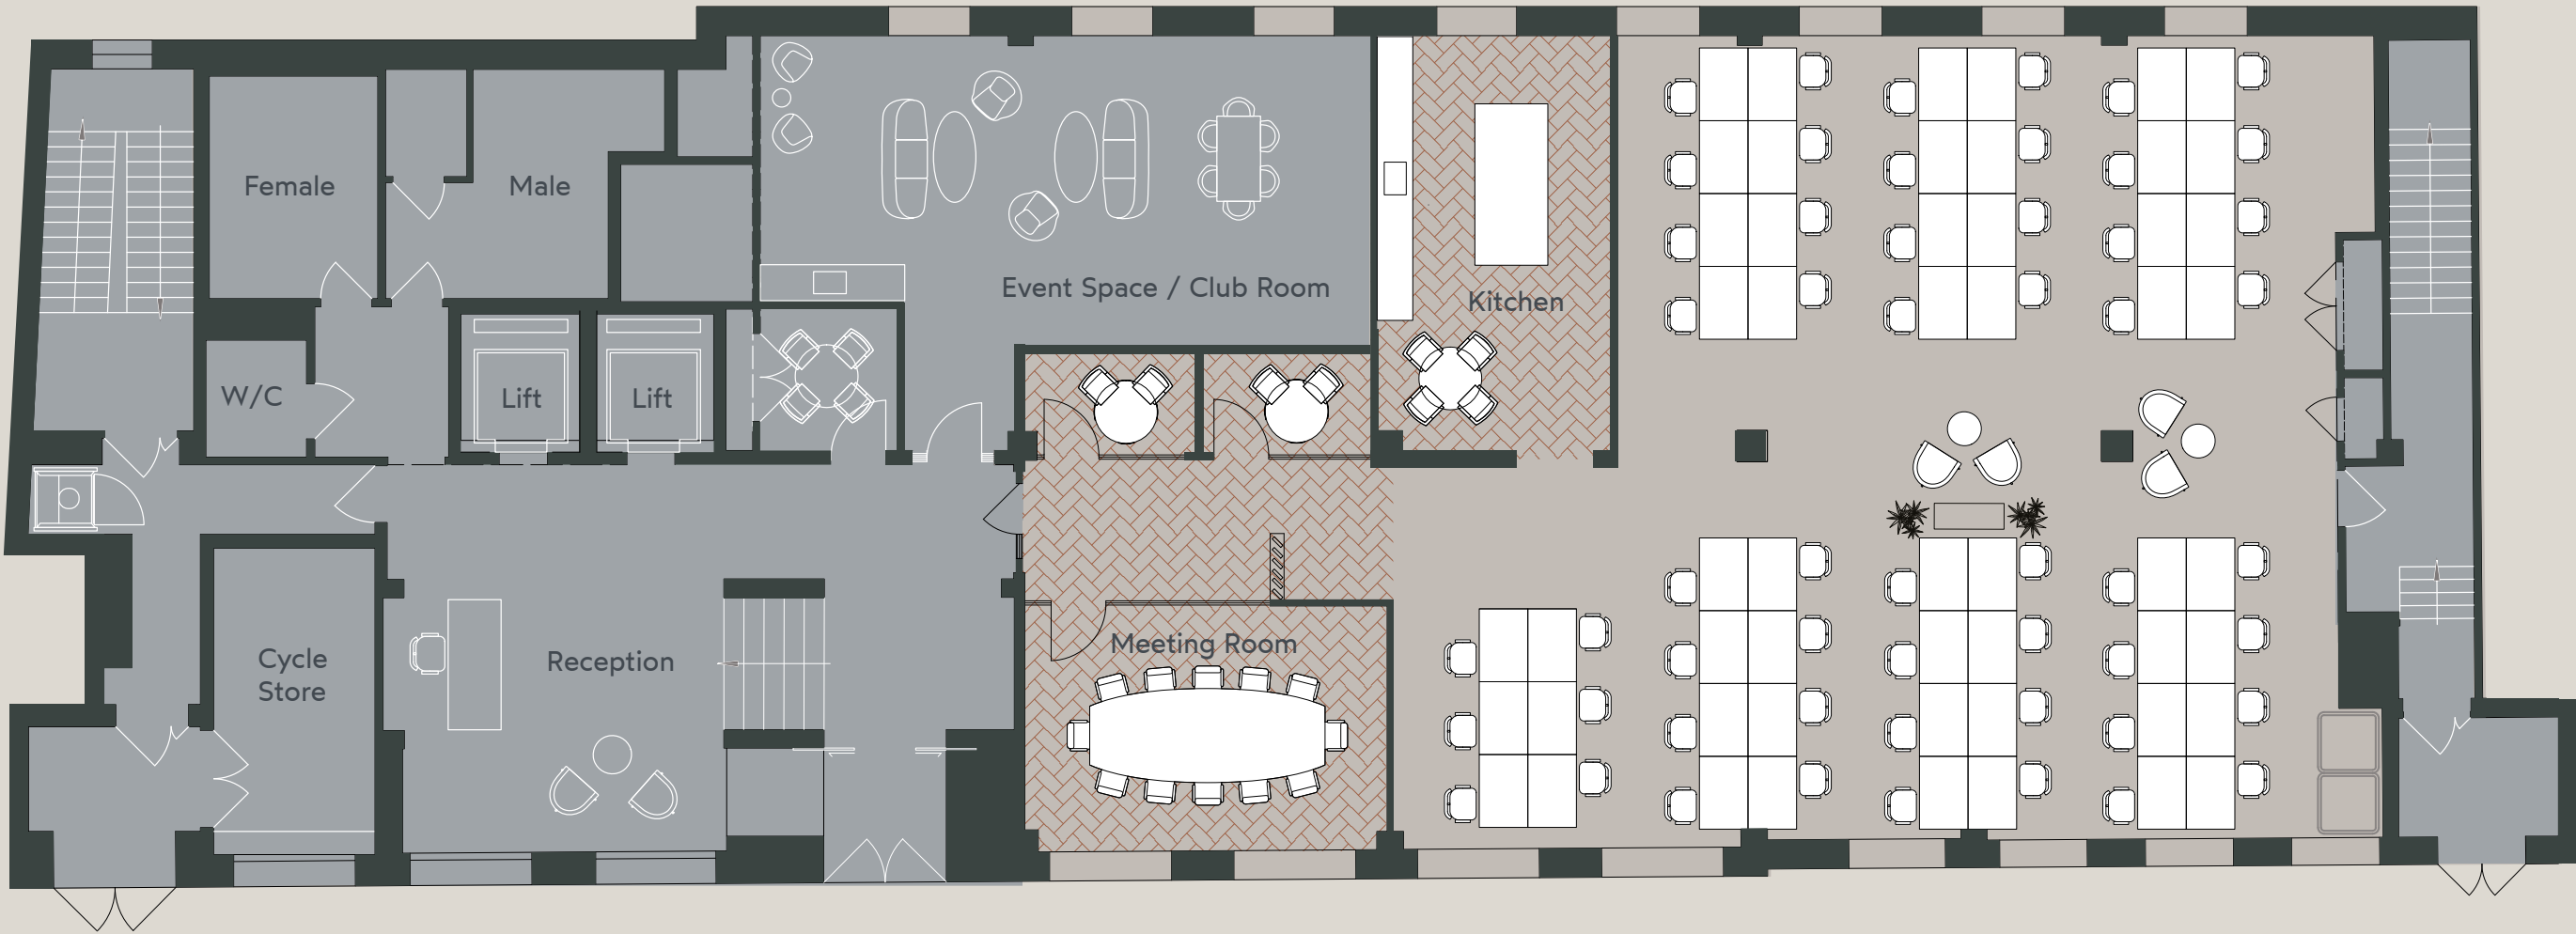 Female
Male
Event Space / Club Room
Kitchen
W/C
Lift
Lift
Meeting Room
Cycle
Store
Reception